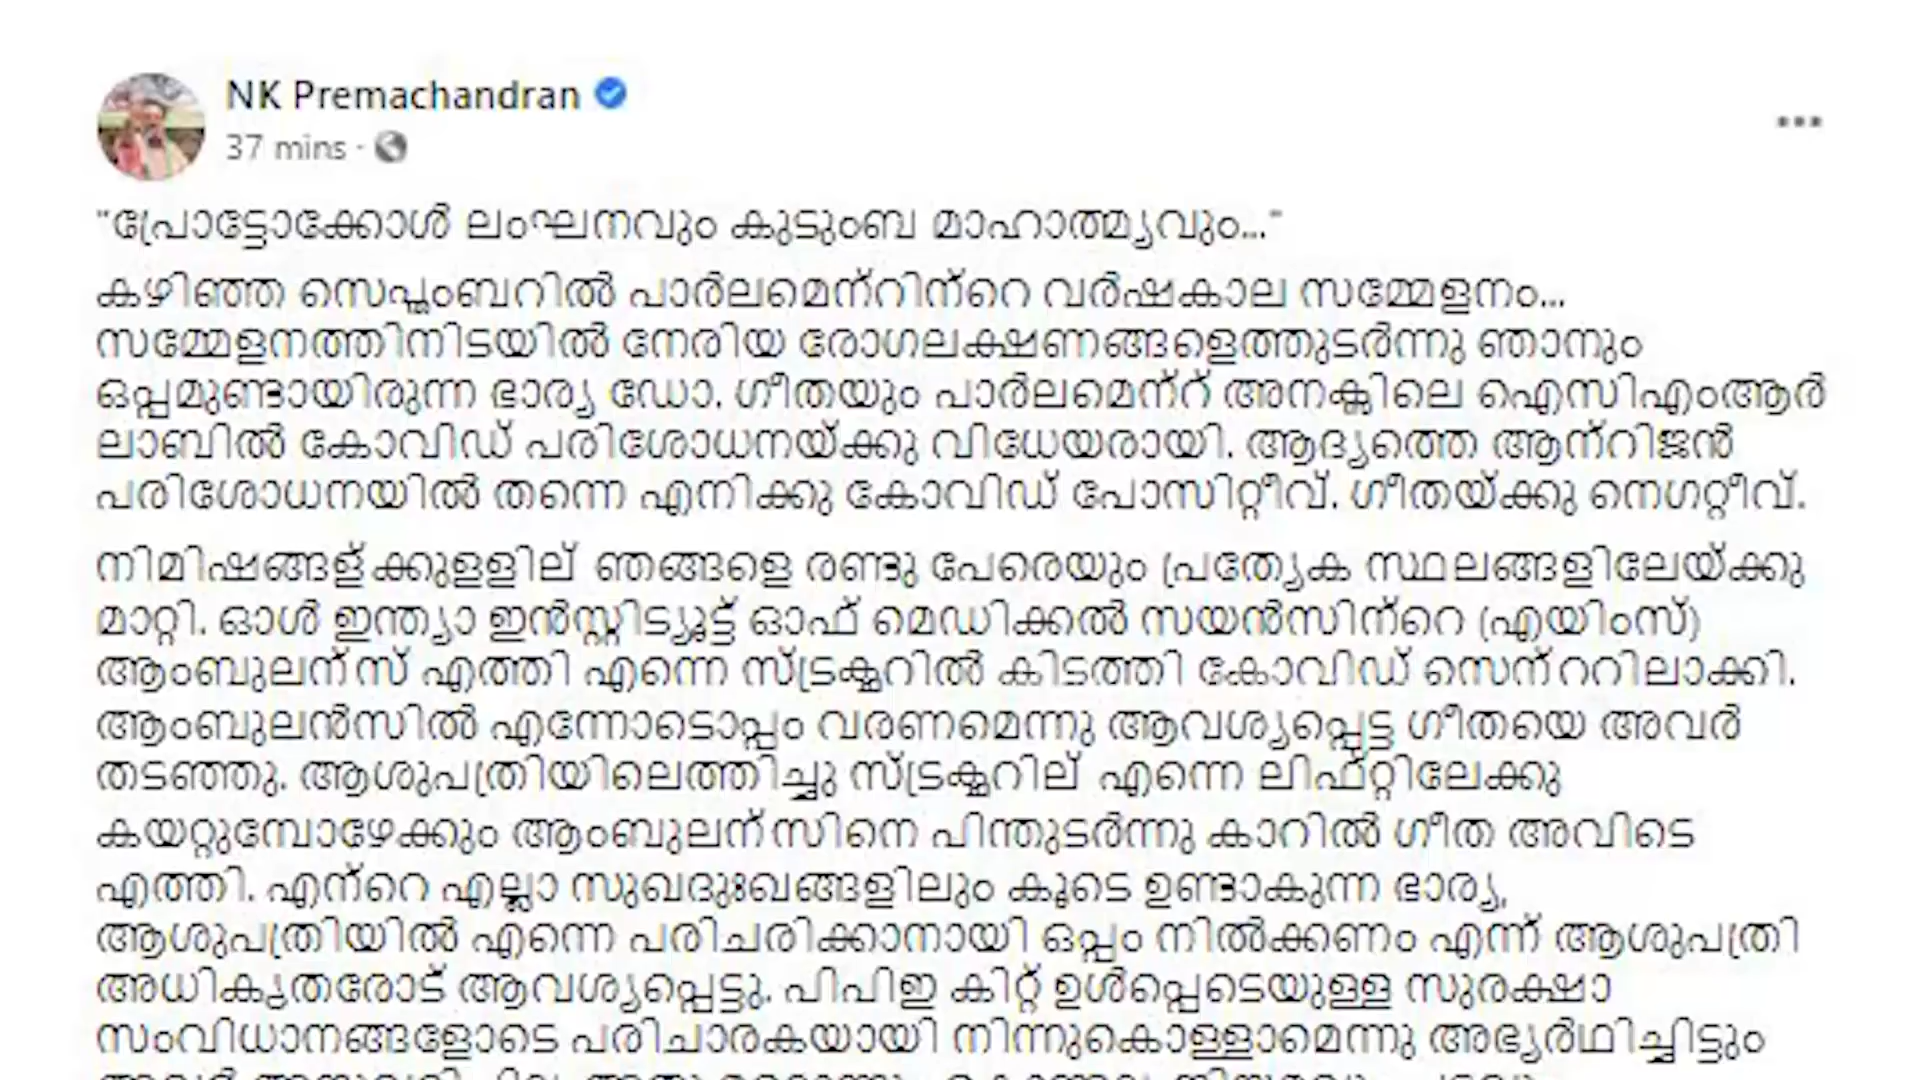 NK Premachandran
37 mins ·
"പ്രോട്ടോക്കോൾ ലംഘനവും കുടുംബ മാഹാത്മ്യവും..."
കഴിഞ്ഞ സെപ്റ്റംബറിൽ പാർലമെന്‍റിന്‍റെ വർഷകാല സമ്മേളനം...
സമ്മേളനത്തിനിടയിൽ നേരിയ രോഗലക്ഷണങ്ങളെത്തുടർന്നു ഞാനും
ഒപ്പമുണ്ടായിരുന്ന ഭാര്യ ഡോ. ഗീതയും പാർലമെന്‍റ് അനക്സിലെ ഐസിഎംആർ
ലാബിൽ കോവിഡ് പരിശോധനയ്ക്കു വിധേയരായി. ആദ്യത്തെ ആന്‍റിജൻ
പരിശോധനയിൽ തന്നെ എനിക്കു കോവിഡ് പോസിറ്റീവ്. ഗീതയ്ക്കു നെഗറ്റീവ്.
നിമിഷങ്ങള്‌ക്കുള്ളില് ഞങ്ങളെ രണ്ടു പേരെയും പ്രത്യേക സ്ഥലങ്ങളിലേയ്ക്കു
മാറ്റി. ഓൾ ഇന്ത്യാ ഇൻസ്റ്റിട്യൂട്ട് ഓഫ് മെഡിക്കൽ സയൻസിന്‍റെ (എയിംസ്)
ആംബുലന്‌സ് എത്തി എന്നെ സ്ട്രക്ചറിൽ കിടത്തി കോവിഡ് സെന്‌ററിലാക്കി.
ആംബുലൻസിൽ എന്നോടൊപ്പം വരണമെന്നു ആവശ്യപ്പെട്ട ഗീതയെ അവർ
തടഞ്ഞു. ആശുപത്രിയിലെത്തിച്ചു സ്ട്രക്ചറില് എന്നെ ലിഫ്റ്റിലേക്കു
കയറ്റുമ്പോഴേക്കും ആംബുലന്‌സിനെ പിന്തുടർന്നു കാറിൽ ഗീത അവിടെ
എത്തി. എന്‍റെ എല്ലാ സുഖദുഃഖങ്ങളിലും കൂടെ ഉണ്ടാകുന്ന ഭാര്യ,
ആശുപത്രിയിൽ എന്നെ പരിചരിക്കാനായി ഒപ്പം നിൽക്കണം എന്ന് ആശുപത്രി
അധികൃതരോട് ആവശ്യപ്പെട്ടു. പിപിഇ കിറ്റ് ഉൾപ്പെടെയുള്ള സുരക്ഷാ
സംവിധാനങ്ങളോടെ പരിചാരകയായി നിന്നുകൊള്ളാമെന്നു അഭ്യർഥിച്ചിട്ടും